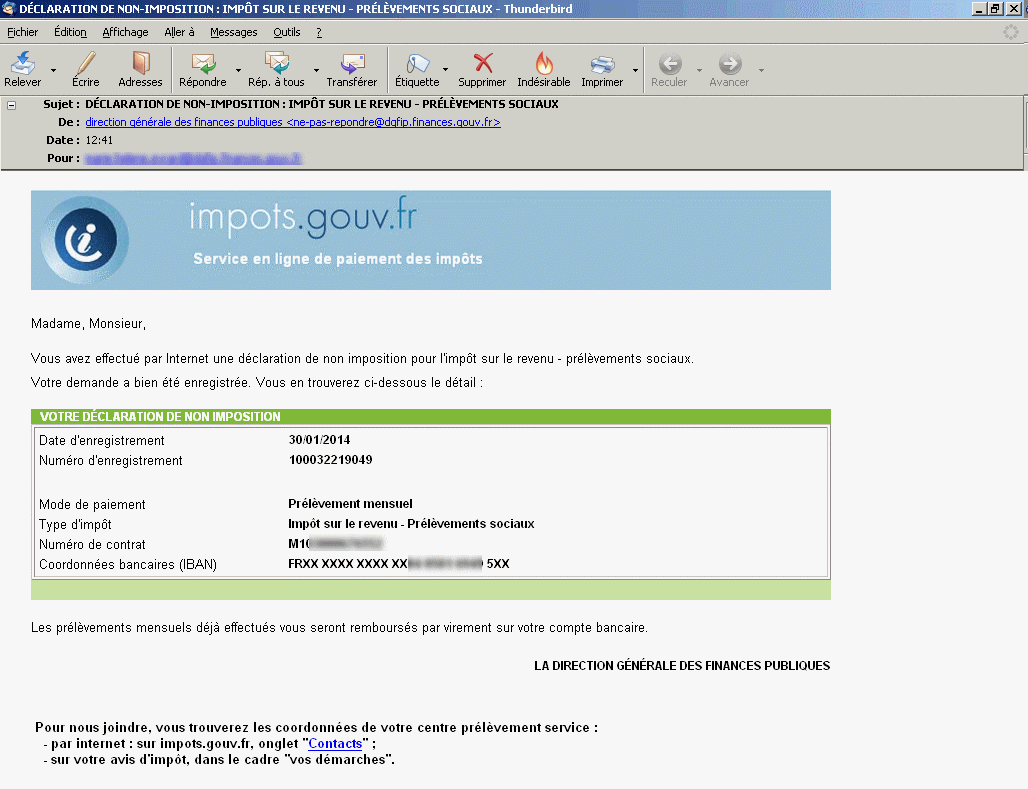 DÉCLARATION DE NON-IMPOSITION : IMPÔT SUR LE REVENU - PRÉLÈVEMENTS SOCIAUX - Thunderbird
Fichier Édition Affichage Aller à Messages Outils ?
Relever Écrire Adresses Répondre Rép. à tous Transférer Étiquette Supprimer Indésirable Imprimer Reculer Avancer
Sujet : DÉCLARATION DE NON-IMPOSITION : IMPÔT SUR LE REVENU - PRÉLÈVEMENTS SOCIAUX
De : direction générale des finances publiques <ne-pas-repondre@dgfip.finances.gouv.fr>
Date : 12:41
Pour :
impots.gouv.fr
Service en ligne de paiement des impôts
Madame, Monsieur,
Vous avez effectué par Internet une déclaration de non imposition pour l'impôt sur le revenu - prélèvements sociaux.
Votre demande a bien été enregistrée. Vous en trouverez ci-dessous le détail :
VOTRE DÉCLARATION DE NON IMPOSITION
Date d'enregistrement 30/01/2014
Numéro d'enregistrement 100032219049
Mode de paiement Prélèvement mensuel
Type d'impôt Impôt sur le revenu - Prélèvements sociaux
Numéro de contrat M10
Coordonnées bancaires (IBAN) FRXX XXXX XXXX XX 5XX
Les prélèvements mensuels déjà effectués vous seront remboursés par virement sur votre compte bancaire.
LA DIRECTION GÉNÉRALE DES FINANCES PUBLIQUES
Pour nous joindre, vous trouverez les coordonnées de votre centre prélèvement service :
- par internet : sur impots.gouv.fr, onglet "Contacts" ;
- sur votre avis d'impôt, dans le cadre "vos démarches".